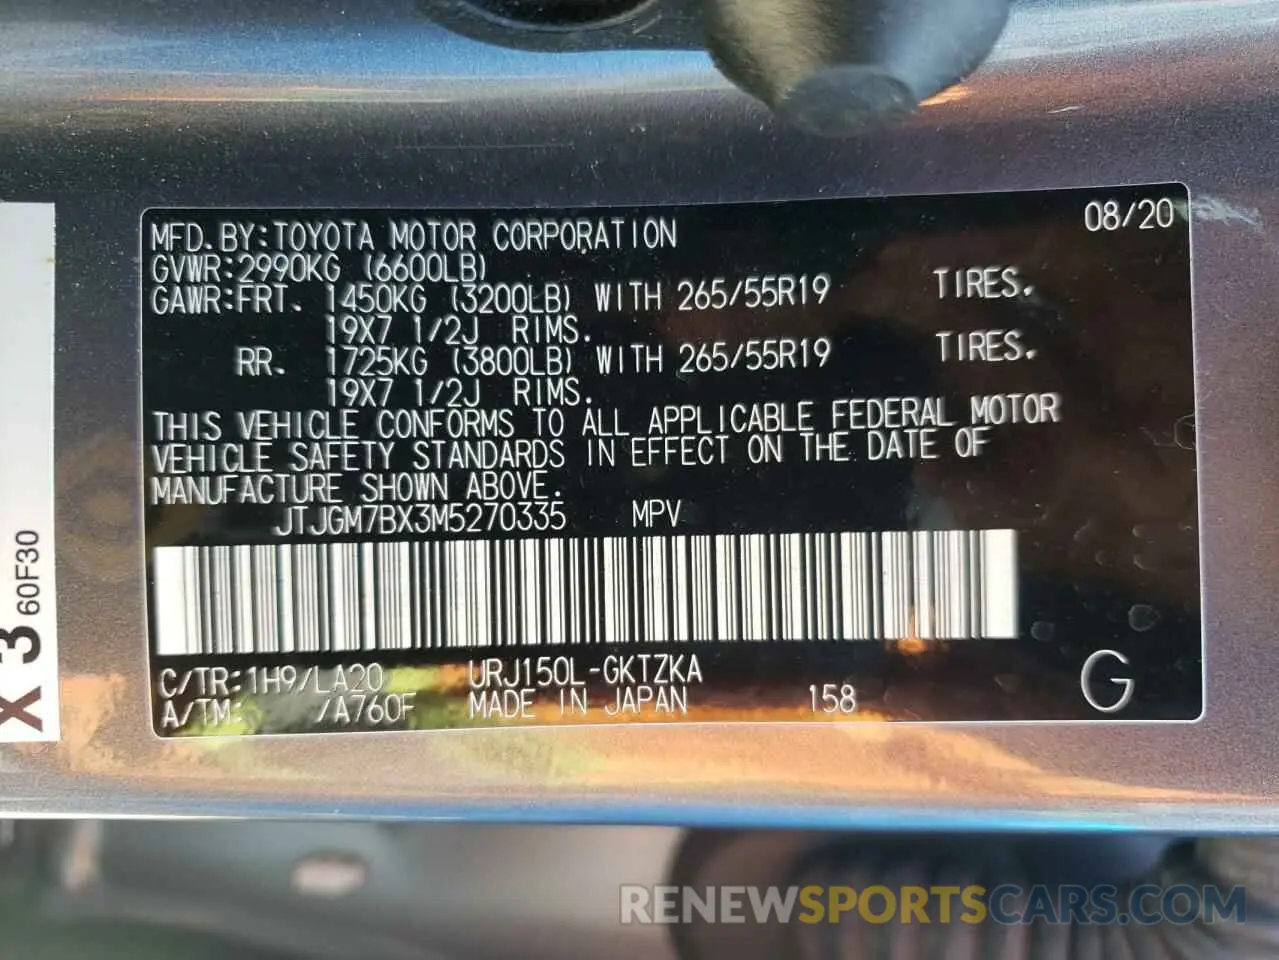 MFD. BY: TOYOTA MOTOR CORPORATION 08/20
GVWR: 2990KG (6600LB)
GAWR: FRT. 1450KG (3200LB) WITH 265/55R19 TIRES.
19X7 1/2J RIMS.
RR. 1725KG (3800LB) WITH 265/55R19 TIRES.
19X7 1/2J RIMS.
THIS VEHICLE CONFORMS TO ALL APPLICABLE FEDERAL MOTOR
VEHICLE SAFETY STANDARDS IN EFFECT ON THE DATE OF
MANUFACTURE SHOWN ABOVE.
JTJGM7BX3M5270335 MPV
C/TR: 1H9/LA20 URJ150L-GKTZKA
A/TM: /A760F MADE IN JAPAN 158 G
X 3 60F30
RENEWSPORTSCARS.COM